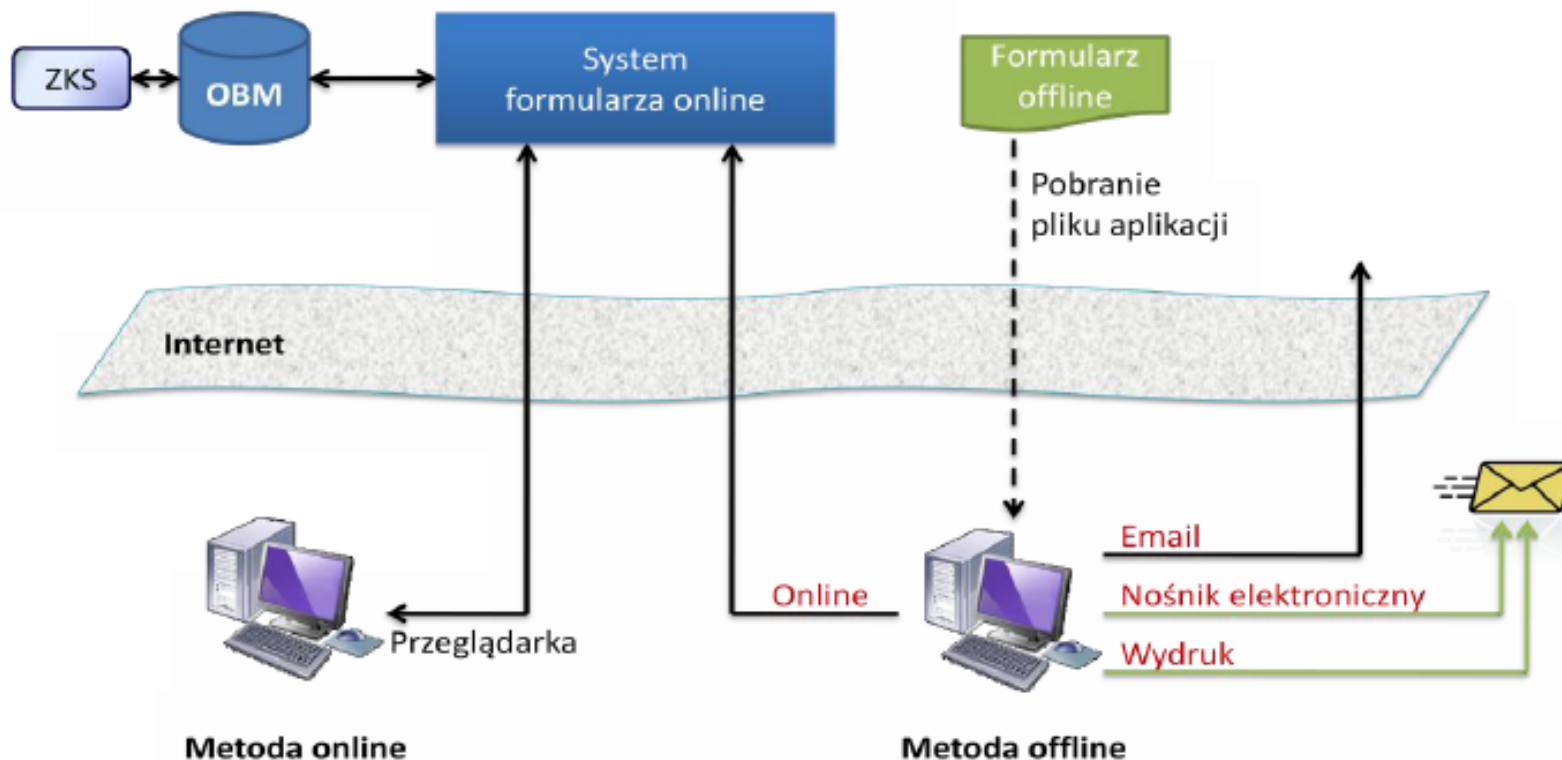 ZKS
OBM
System
formularza online
Formularz
offline
Pobranie
pliku aplikacji
Internet
Email
Online
Nośnik elektroniczny
Przeglądarka
Wydruk
Metoda online
Metoda offline